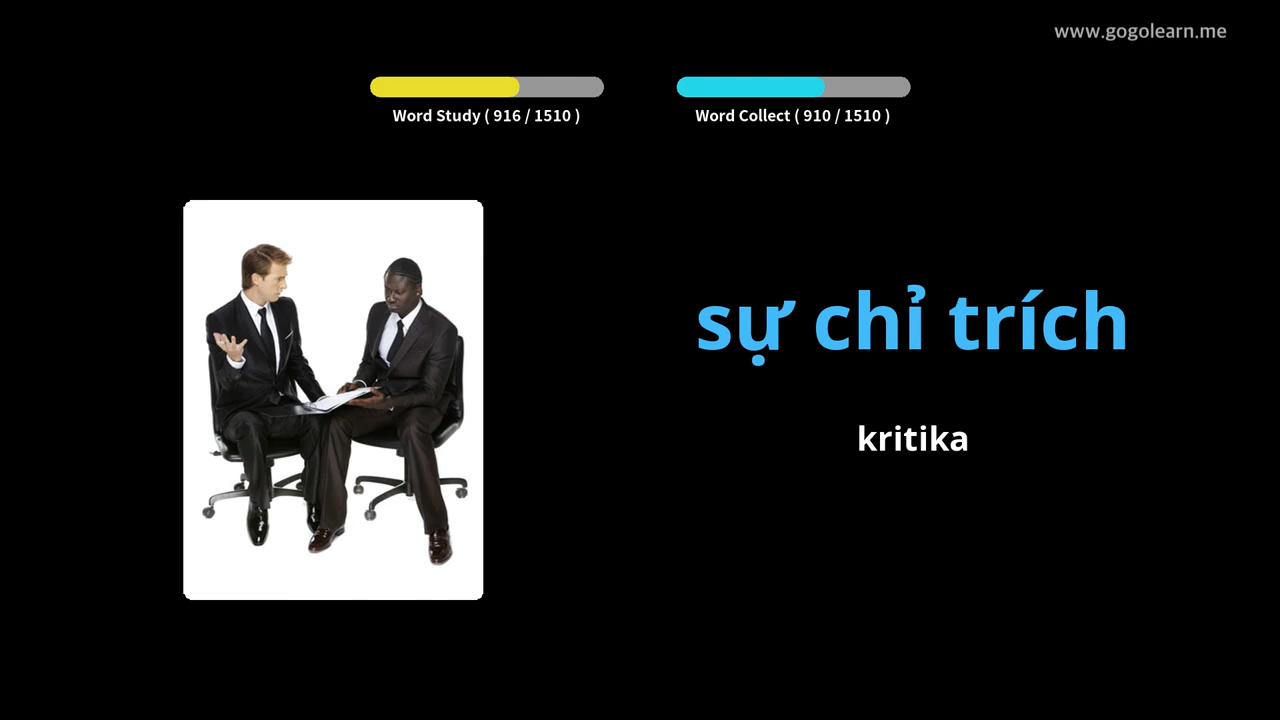 www.gogolearn.me
Word Study ( 916 / 1510 )
Word Collect ( 910 / 1510 )
sự chỉ trích
kritika